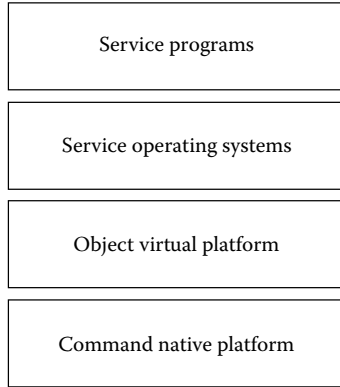 Service programs
Service operating systems
Object virtual platform
Command native platform